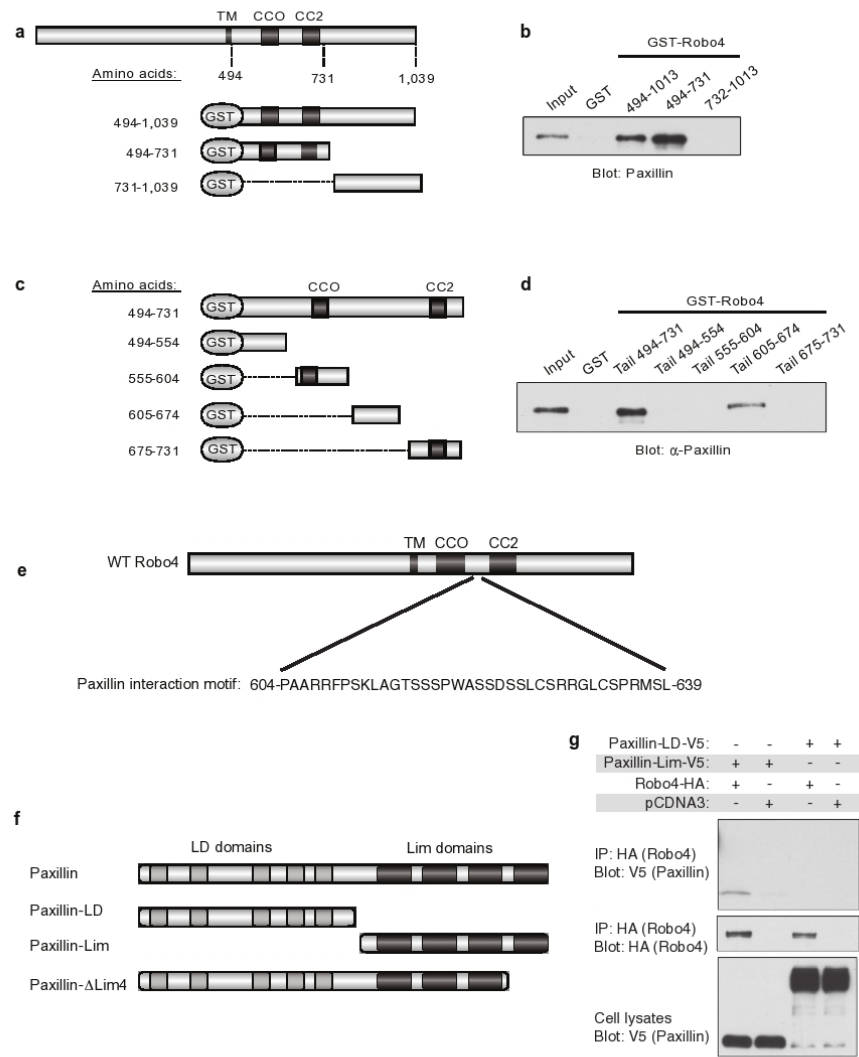 a
TM CCO CC2
Amino acids: 494 731 1,039
494-1,039 GST
494-731 GST
731-1,039 GST
b
GST-Robo4
Input GST 494-1013 494-731 732-1013
Blot: Paxillin
c
Amino acids: CCO CC2
494-731 GST
494-554 GST
555-604 GST
605-674 GST
675-731 GST
d
GST-Robo4
Input GST Tail 494-731 Tail 494-554 Tail 555-604 Tail 605-674 Tail 675-731
Blot: α-Paxillin
e
TM CCO CC2
WT Robo4
Paxillin interaction motif: 604-PAARRFPSKLAGTSSSPWASSDSSLCSRRGLCSPRMSL-639
f
LD domains Lim domains
Paxillin
Paxillin-LD
Paxillin-Lim
Paxillin-ΔLim4
g
Paxillin-LD-V5: - - + +
Paxillin-Lim-V5: + + - -
Robo4-HA: + - + -
pCDNA3: - + - +
IP: HA (Robo4)
Blot: V5 (Paxillin)
IP: HA (Robo4)
Blot: HA (Robo4)
Cell lysates
Blot: V5 (Paxillin)